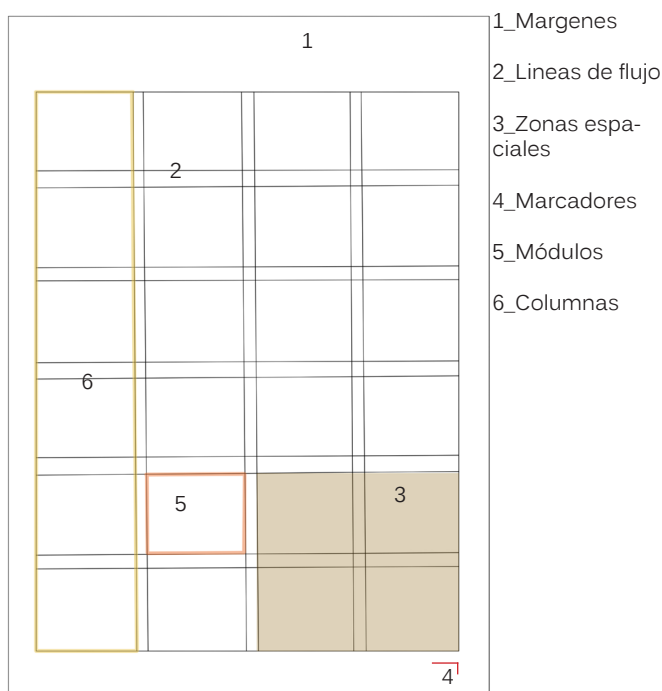 1
1_Margenes
2_Lineas de flujo
3_Zonas espa-
ciales
4_Marcadores
5_Módulos
6_Columnas
2
6
5
3
4